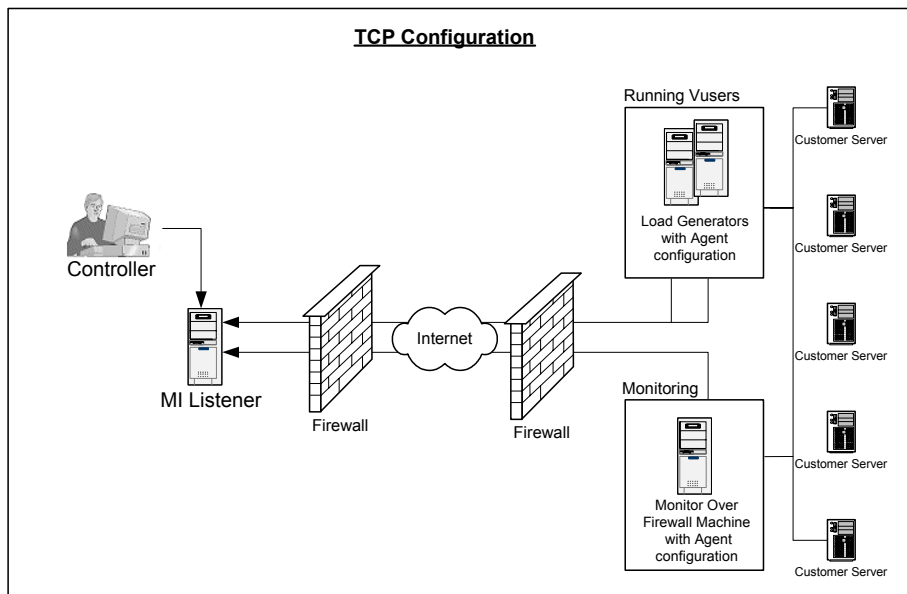 TCP Configuration
Running Vusers
Load Generators
with Agent
configuration
Customer Server
Customer Server
Customer Server
Customer Server
Customer Server
Controller
MI Listener
Firewall
Internet
Firewall
Monitoring
Monitor Over
Firewall Machine
with Agent
configuration